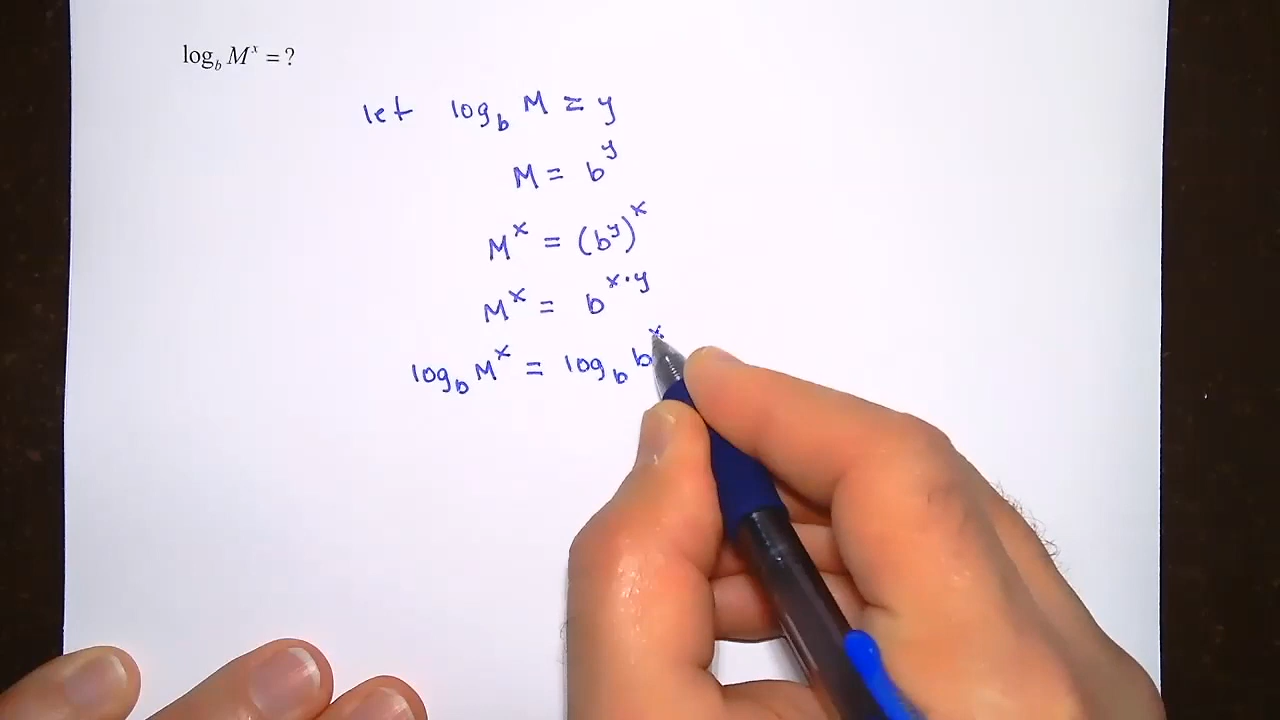 log_b M^x = ?
let log_b M = y
M = b^y
M^x = (b^y)^x
M^x = b^{x·y}
log_b M^x = log_b b^x